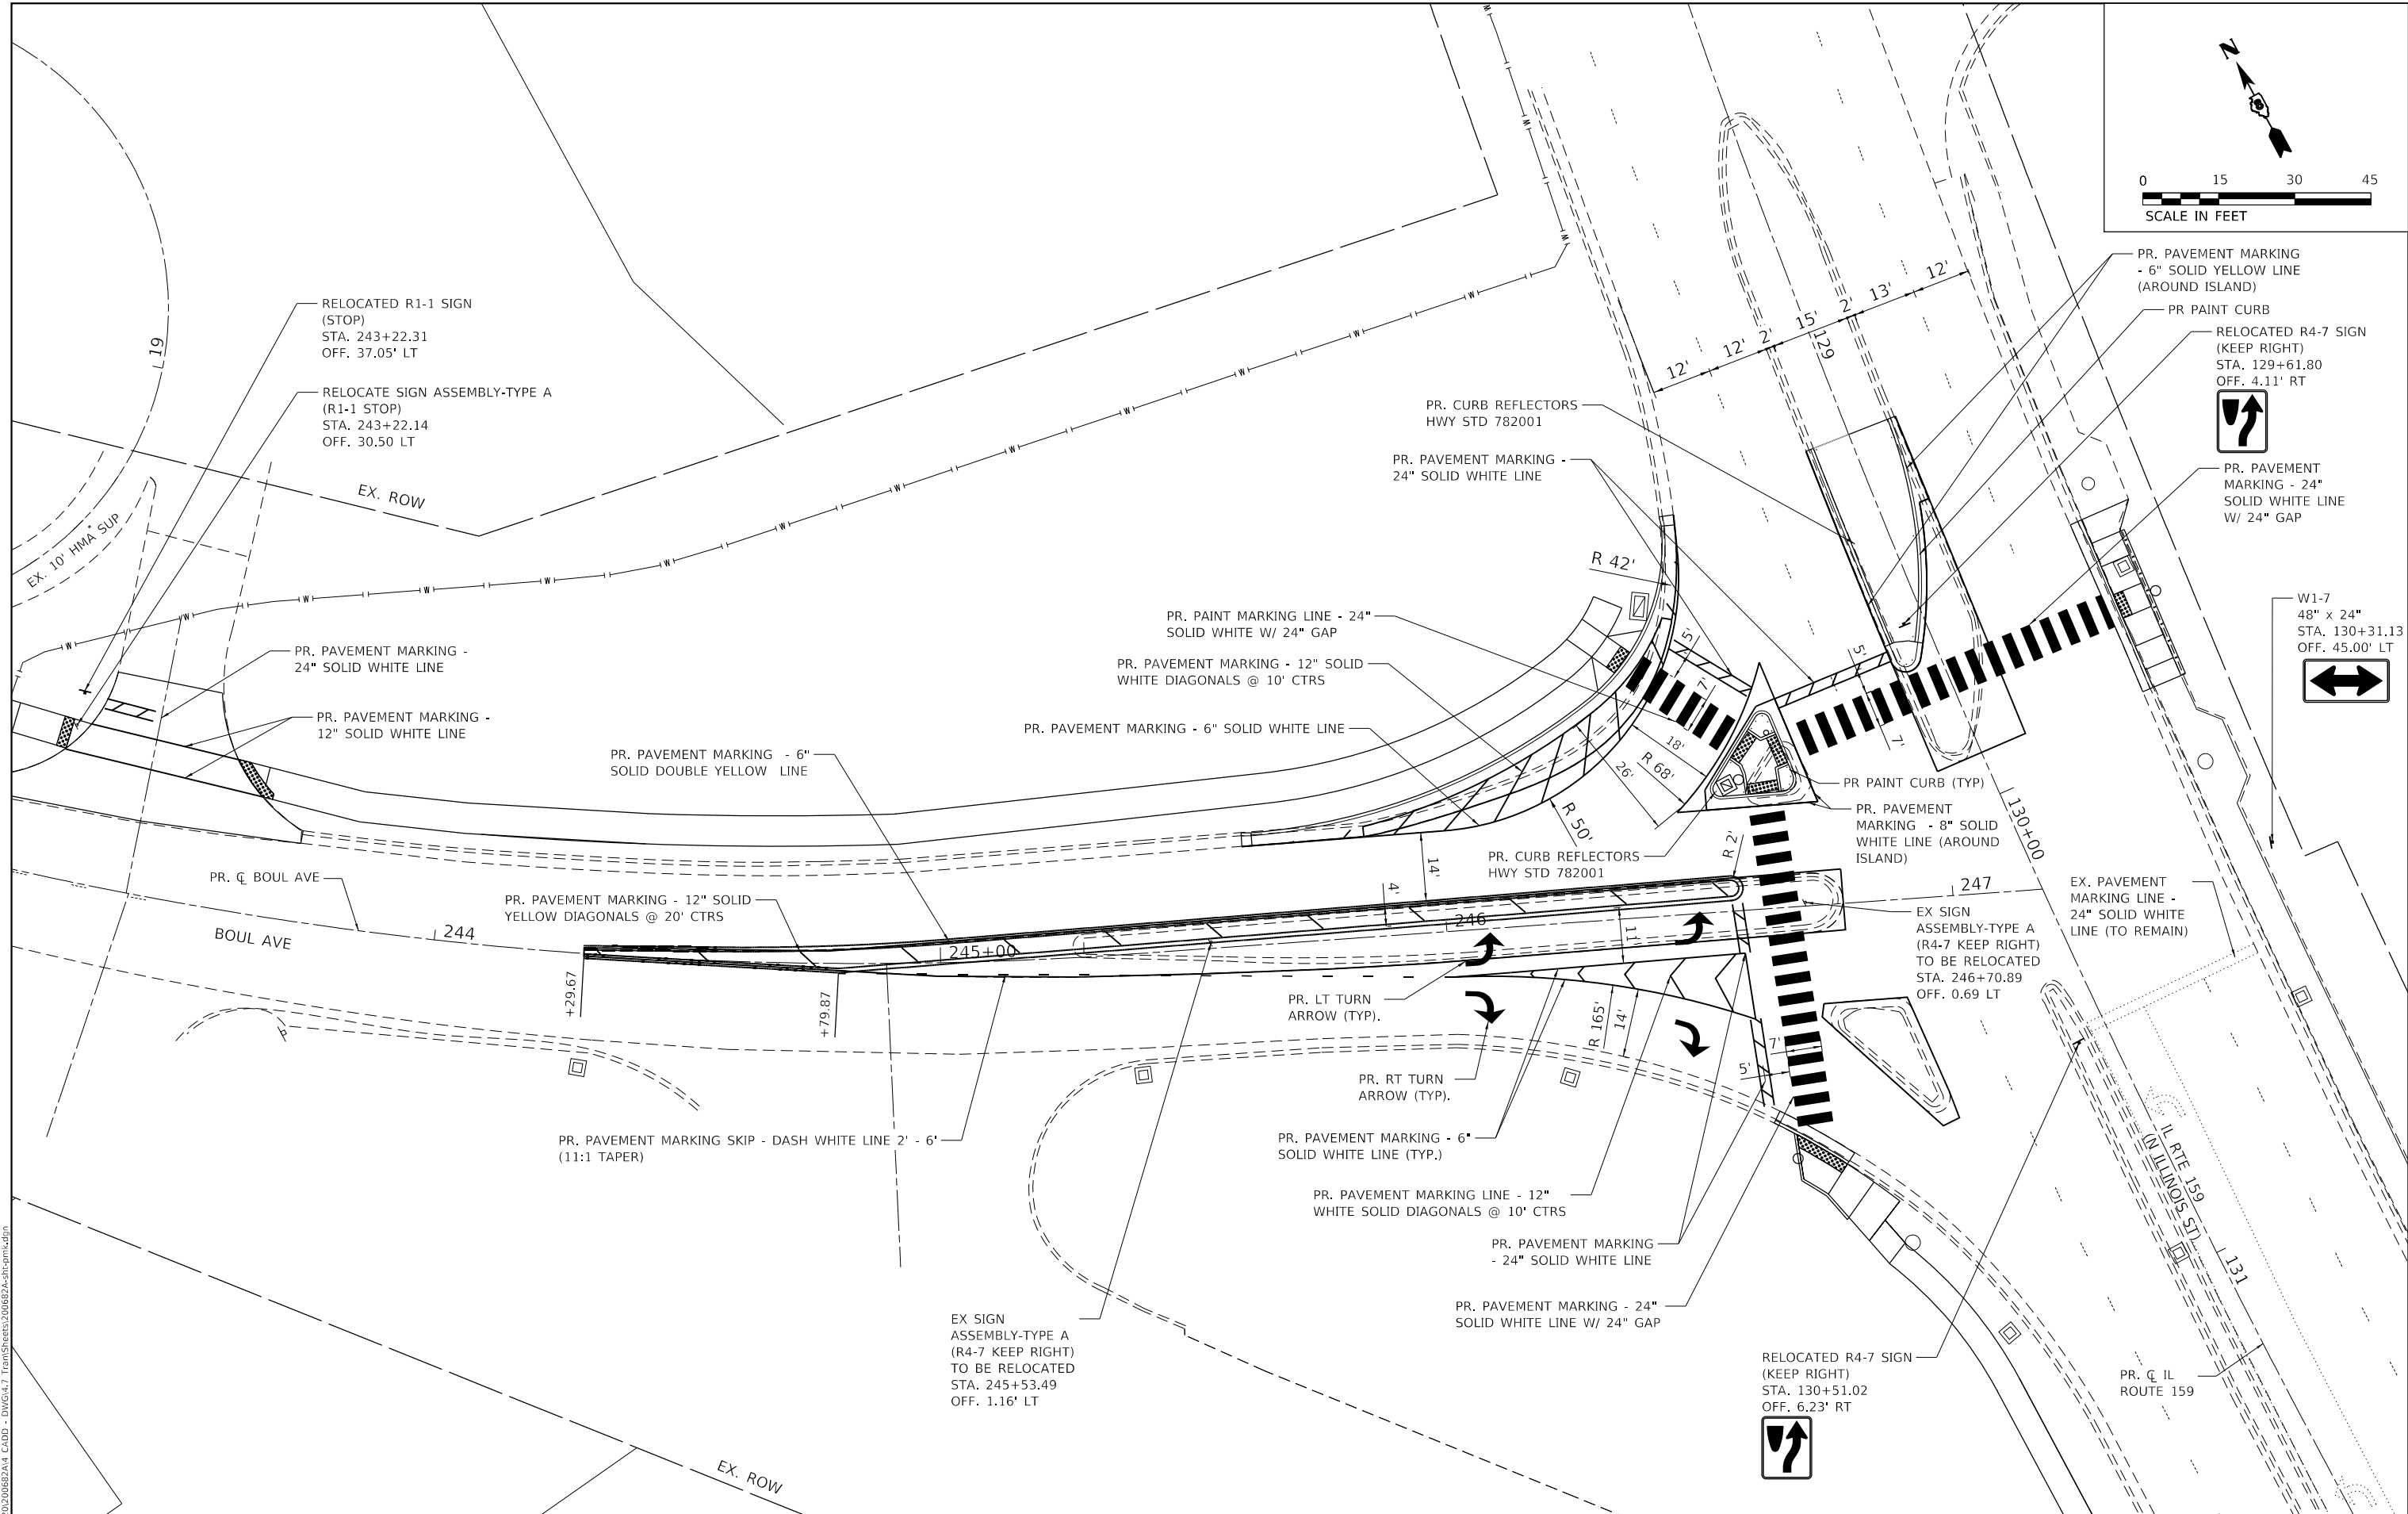 N
0 15 30 45
SCALE IN FEET
PR. PAVEMENT MARKING
- 6" SOLID YELLOW LINE
(AROUND ISLAND)
PR PAINT CURB
RELOCATED R4-7 SIGN
(KEEP RIGHT)
STA. 129+61.80
OFF. 4.11' RT
PR. PAVEMENT
MARKING - 24"
SOLID WHITE LINE
W/ 24" GAP
W1-7
48" x 24"
STA. 130+31.13
OFF. 45.00' LT
12'
12'
2'
15'
2'
13'
12'
129
L 19
RELOCATED R1-1 SIGN
(STOP)
STA. 243+22.31
OFF. 37.05' LT
RELOCATE SIGN ASSEMBLY-TYPE A
(R1-1 STOP)
STA. 243+22.14
OFF. 30.50 LT
EX. ROW
EX. 10' HMA SUP
PR. CURB REFLECTORS
HWY STD 782001
PR. PAVEMENT MARKING -
24" SOLID WHITE LINE
R 42'
PR. PAINT MARKING LINE - 24"
SOLID WHITE W/ 24" GAP
PR. PAVEMENT MARKING - 12" SOLID
WHITE DIAGONALS @ 10' CTRS
PR. PAVEMENT MARKING - 6" SOLID WHITE LINE
PR. PAVEMENT MARKING -
24" SOLID WHITE LINE
PR. PAVEMENT MARKING -
12" SOLID WHITE LINE
PR. PAVEMENT MARKING - 6"
SOLID DOUBLE YELLOW LINE
5'
7'
5'
7'
18'
R 68'
26'
R 50'
PR PAINT CURB (TYP)
PR. PAVEMENT
MARKING - 8" SOLID
WHITE LINE (AROUND
ISLAND)
130+00
PR. CURB REFLECTORS
HWY STD 782001
R 2'
14'
4'
PR. ℄ BOUL AVE
PR. PAVEMENT MARKING - 12" SOLID
YELLOW DIAGONALS @ 20' CTRS
BOUL AVE
244
245+00
246
247
11'
EX. PAVEMENT
MARKING LINE -
24" SOLID WHITE
LINE (TO REMAIN)
EX SIGN
ASSEMBLY-TYPE A
(R4-7 KEEP RIGHT)
TO BE RELOCATED
STA. 246+70.89
OFF. 0.69 LT
+29.67
+79.87
PR. LT TURN
ARROW (TYP).
R 165'
14'
7'
5'
PR. RT TURN
ARROW (TYP).
PR. PAVEMENT MARKING SKIP - DASH WHITE LINE 2' - 6'
(11:1 TAPER)
PR. PAVEMENT MARKING - 6"
SOLID WHITE LINE (TYP.)
PR. PAVEMENT MARKING LINE - 12"
WHITE SOLID DIAGONALS @ 10' CTRS
PR. PAVEMENT MARKING
- 24" SOLID WHITE LINE
PR. PAVEMENT MARKING - 24"
SOLID WHITE LINE W/ 24" GAP
IL RTE 159
(N ILLINOIS ST)
131
EX SIGN
ASSEMBLY-TYPE A
(R4-7 KEEP RIGHT)
TO BE RELOCATED
STA. 245+53.49
OFF. 1.16' LT
RELOCATED R4-7 SIGN
(KEEP RIGHT)
STA. 130+51.02
OFF. 6.23' RT
PR. ℄ IL
ROUTE 159
EX. ROW